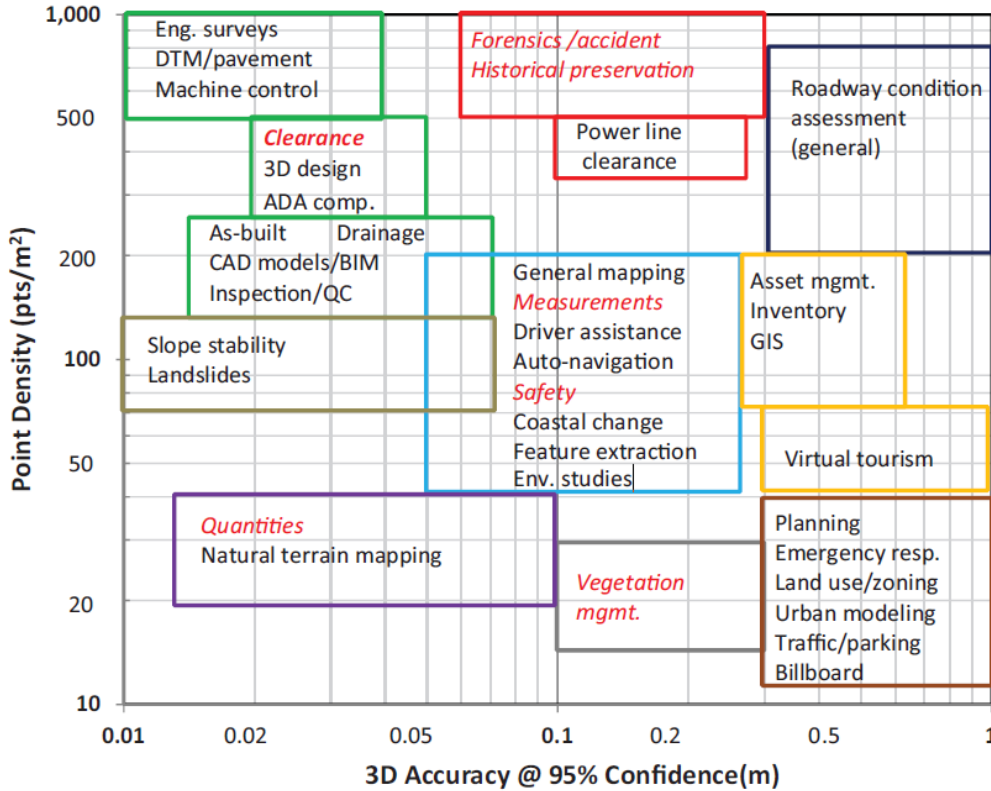 1,000
500
200
100
50
20
10
Point Density (pts/m²)
Eng. surveys
DTM/pavement
Machine control
Forensics /accident
Historical preservation
Roadway condition
assessment
(general)
Clearance
3D design
ADA comp.
Power line
clearance
As-built Drainage
CAD models/BIM
Inspection/QC
General mapping
Measurements
Driver assistance
Auto-navigation
Safety
Coastal change
Feature extraction
Env. studies
Asset mgmt.
Inventory
GIS
Slope stability
Landslides
Virtual tourism
Quantities
Natural terrain mapping
Vegetation
mgmt.
Planning
Emergency resp.
Land use/zoning
Urban modeling
Traffic/parking
Billboard
0.01 0.02 0.05 0.1 0.2 0.5 1
3D Accuracy @ 95% Confidence(m)